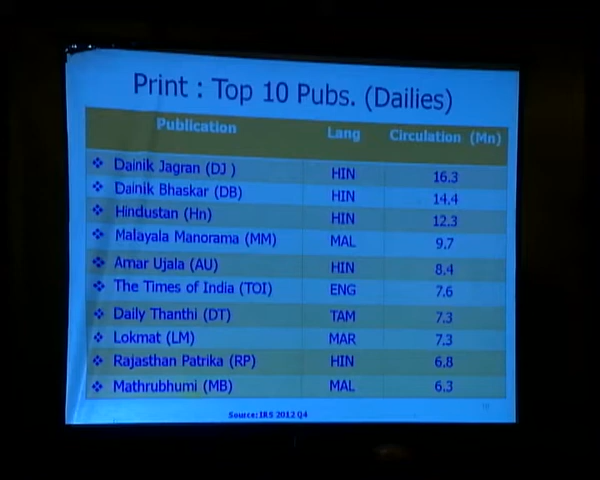 Print : Top 10 Pubs. (Dailies)
Publication Lang Circulation (Mn)
Dainik Jagran (DJ ) HIN 16.3
Dainik Bhaskar (DB) HIN 14.4
Hindustan (Hn) HIN 12.3
Malayala Manorama (MM) MAL 9.7
Amar Ujala (AU) HIN 8.4
The Times of India (TOI) ENG 7.6
Daily Thanthi (DT) TAM 7.3
Lokmat (LM) MAR 7.3
Rajasthan Patrika (RP) HIN 6.8
Mathrubhumi (MB) MAL 6.3
Source: IRS 2012 Q4